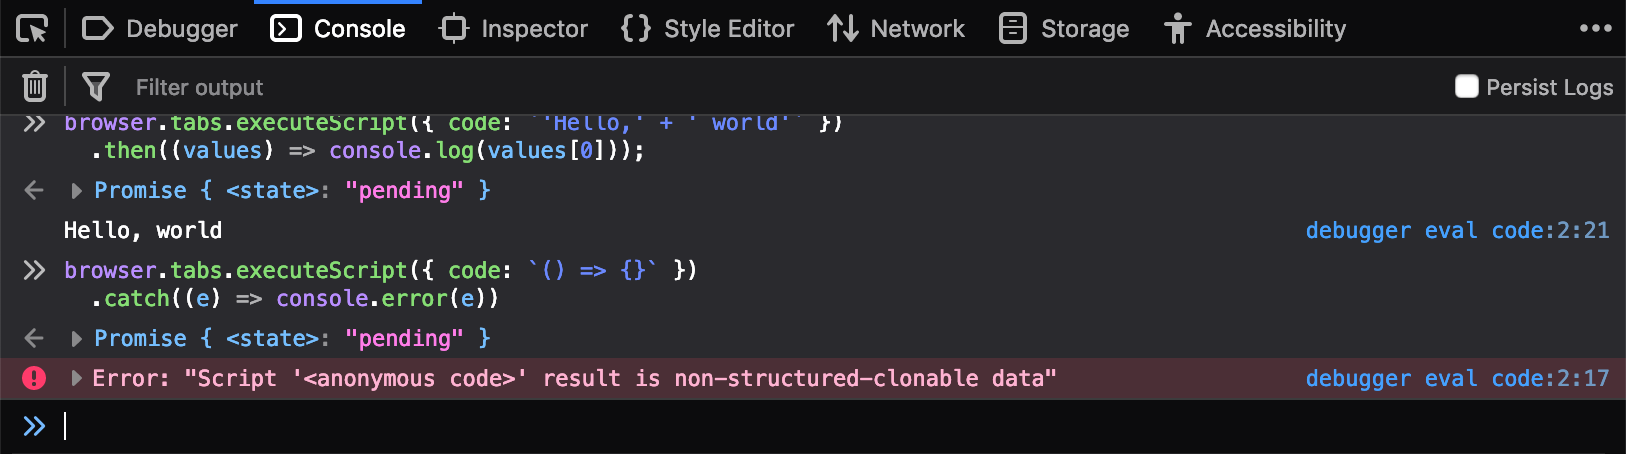 Debugger Console Inspector {} Style Editor Network Storage Accessibility •••
Filter output Persist Logs
browser.tabs.executeScript({ code: `'Hello,' + ' world'` })
.then((values) => console.log(values[0]));
Promise { <state>: "pending" }
Hello, world debugger eval code:2:21
browser.tabs.executeScript({ code: `() => {}` })
.catch((e) => console.error(e))
Promise { <state>: "pending" }
Error: "Script '<anonymous code>' result is non-structured-clonable data" debugger eval code:2:17